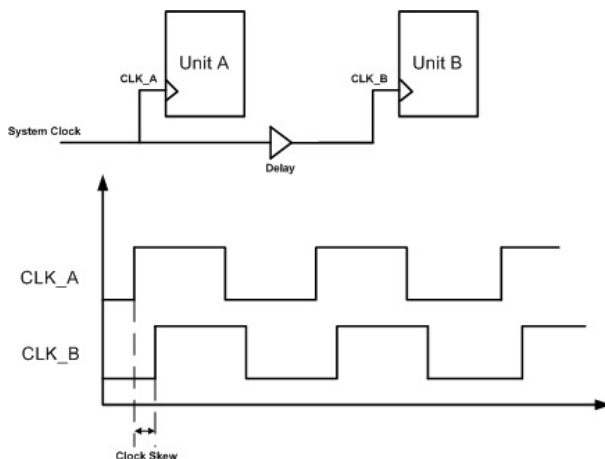 Unit A
Unit B
CLK_A
CLK_B
System Clock
Delay
CLK_A
CLK_B
Clock Skew